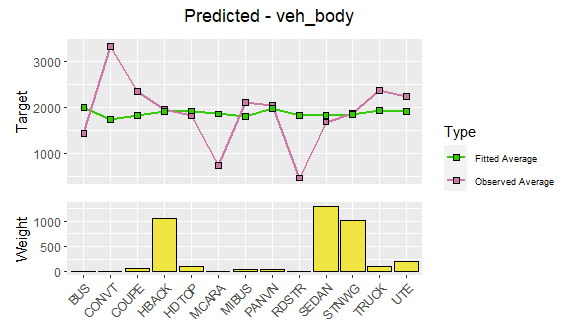 Predicted - veh_body
Target
3000
2000
1000
Type
Fitted Average
Observed Average
Weight
1000
500
0
BUS
CONVT
COUPE
HBACK
HDTOP
MCARA
MIBUS
PANVN
RDSTR
SEDAN
STNWG
TRUCK
UTE